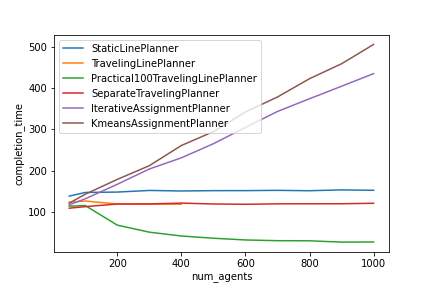 500
400
300
200
100
completion_time
StaticLinePlanner
TravelingLinePlanner
Practical100TravelingLinePlanner
SeparateTravelingPlanner
IterativeAssignmentPlanner
KmeansAssignmentPlanner
200 400 600 800 1000
num_agents